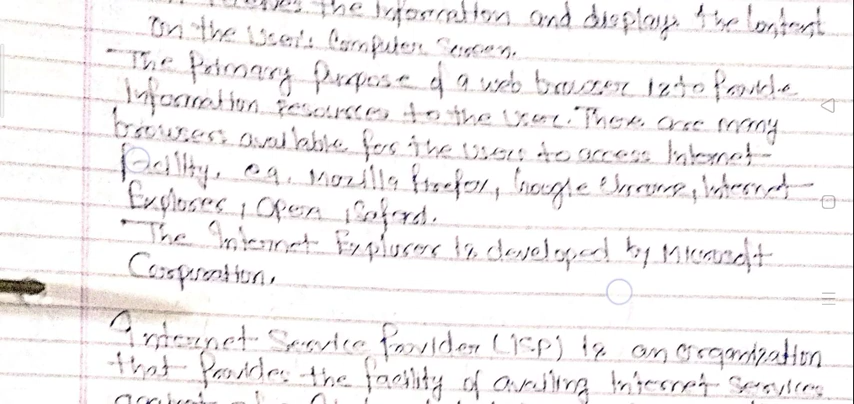 the Information and displays the Content
on the User's Computer Screen.
The Primary Purpose of a web browser is to Provide
Information resources to the user. There are many
browsers available for the users to access Internet
facility. eg. Mozilla firefox, Google Chrome, Internet
Explorer, Open, Safari.
The Internet Explorer is developed by Microsoft
Corporation.
Internet Service Provider (ISP) is an organization
that Provides the facility of availing Internet services